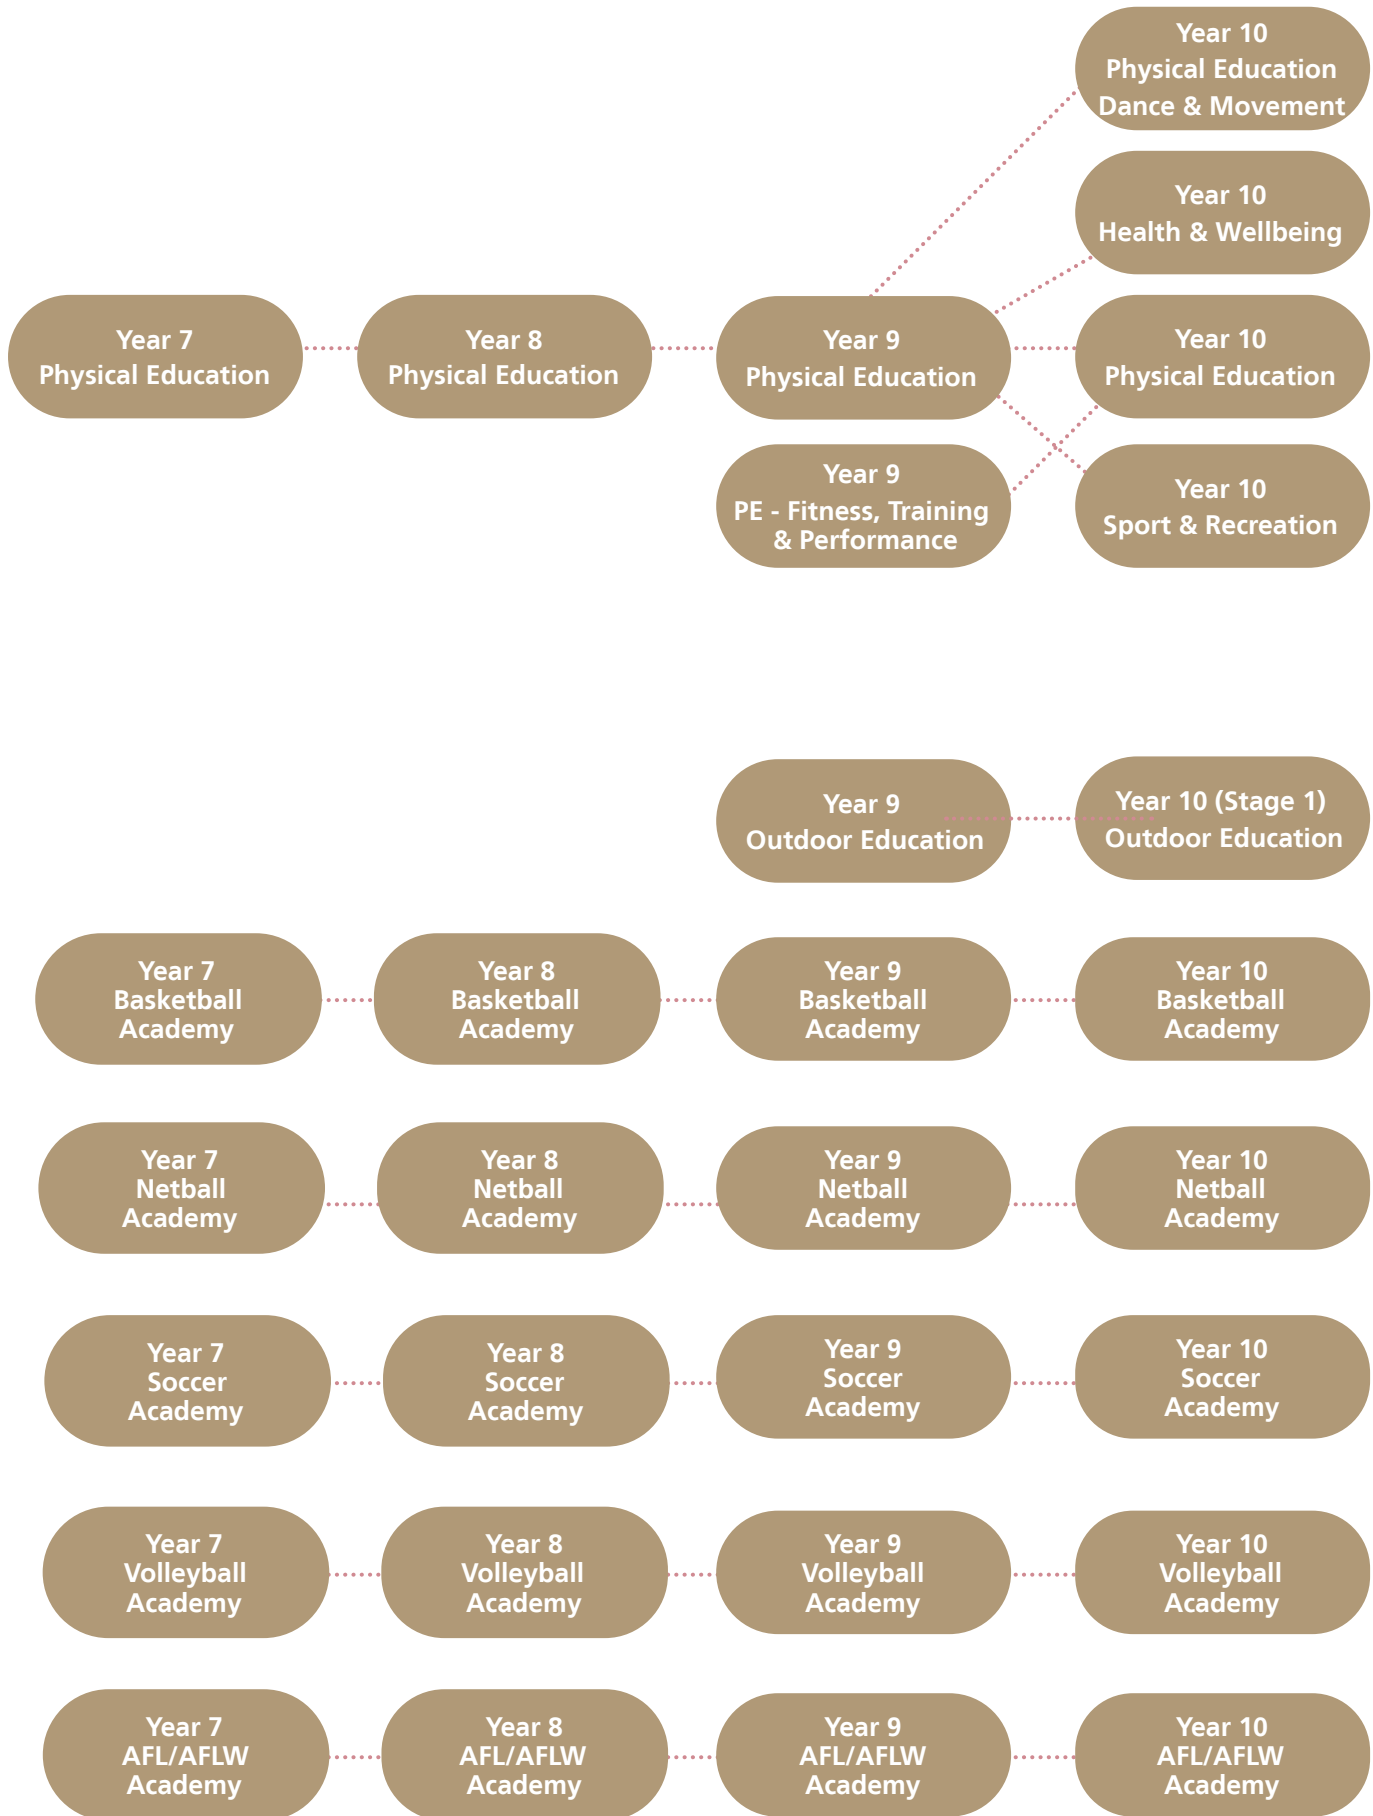 Year 10
Physical Education
Dance & Movement
Year 10
Health & Wellbeing
Year 7
Physical Education
Year 8
Physical Education
Year 9
Physical Education
Year 10
Physical Education
Year 9
PE - Fitness, Training
& Performance
Year 10
Sport & Recreation
Year 9
Outdoor Education
Year 10 (Stage 1)
Outdoor Education
Year 7
Basketball
Academy
Year 8
Basketball
Academy
Year 9
Basketball
Academy
Year 10
Basketball
Academy
Year 7
Netball
Academy
Year 8
Netball
Academy
Year 9
Netball
Academy
Year 10
Netball
Academy
Year 7
Soccer
Academy
Year 8
Soccer
Academy
Year 9
Soccer
Academy
Year 10
Soccer
Academy
Year 7
Volleyball
Academy
Year 8
Volleyball
Academy
Year 9
Volleyball
Academy
Year 10
Volleyball
Academy
Year 7
AFL/AFLW
Academy
Year 8
AFL/AFLW
Academy
Year 9
AFL/AFLW
Academy
Year 10
AFL/AFLW
Academy